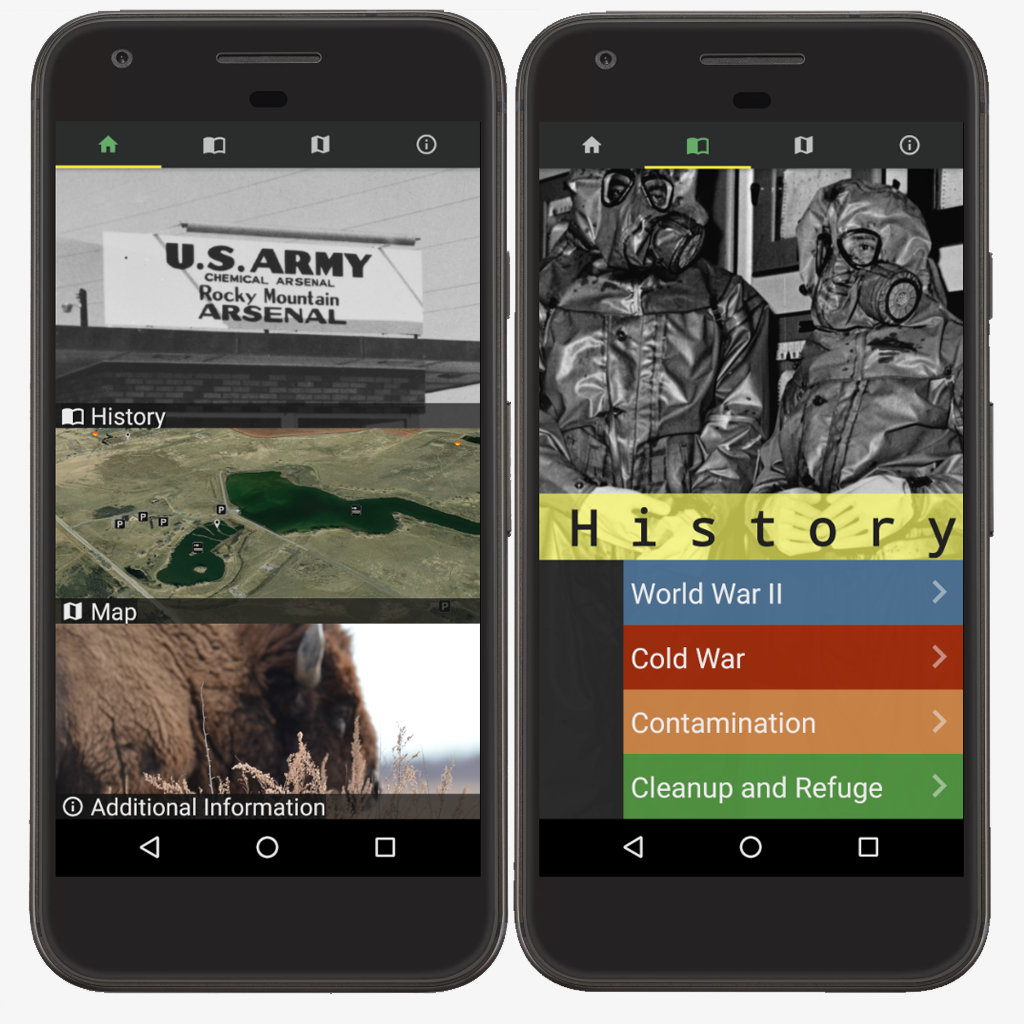 U.S. ARMY
CHEMICAL ARSENAL
Rocky Mountain
ARSENAL
History
P
P
P
P
P
Map
Additional Information
History
World War II
Cold War
Contamination
Cleanup and Refuge